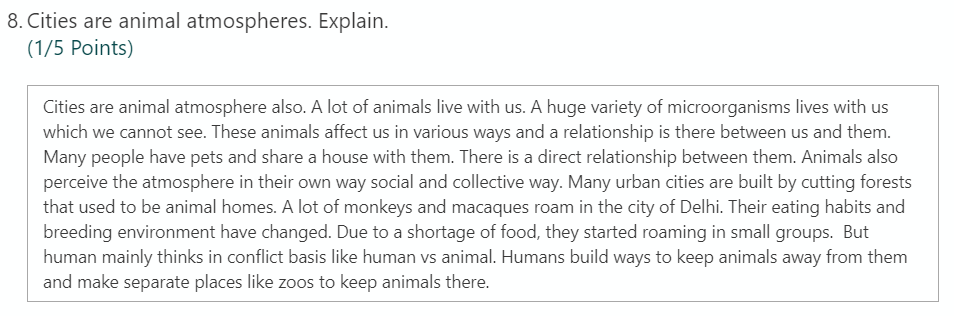 8. Cities are animal atmospheres. Explain.
(1/5 Points)
Cities are animal atmosphere also. A lot of animals live with us. A huge variety of microorganisms lives with us
which we cannot see. These animals affect us in various ways and a relationship is there between us and them.
Many people have pets and share a house with them. There is a direct relationship between them. Animals also
perceive the atmosphere in their own way social and collective way. Many urban cities are built by cutting forests
that used to be animal homes. A lot of monkeys and macaques roam in the city of Delhi. Their eating habits and
breeding environment have changed. Due to a shortage of food, they started roaming in small groups.  But
human mainly thinks in conflict basis like human vs animal. Humans build ways to keep animals away from them
and make separate places like zoos to keep animals there.